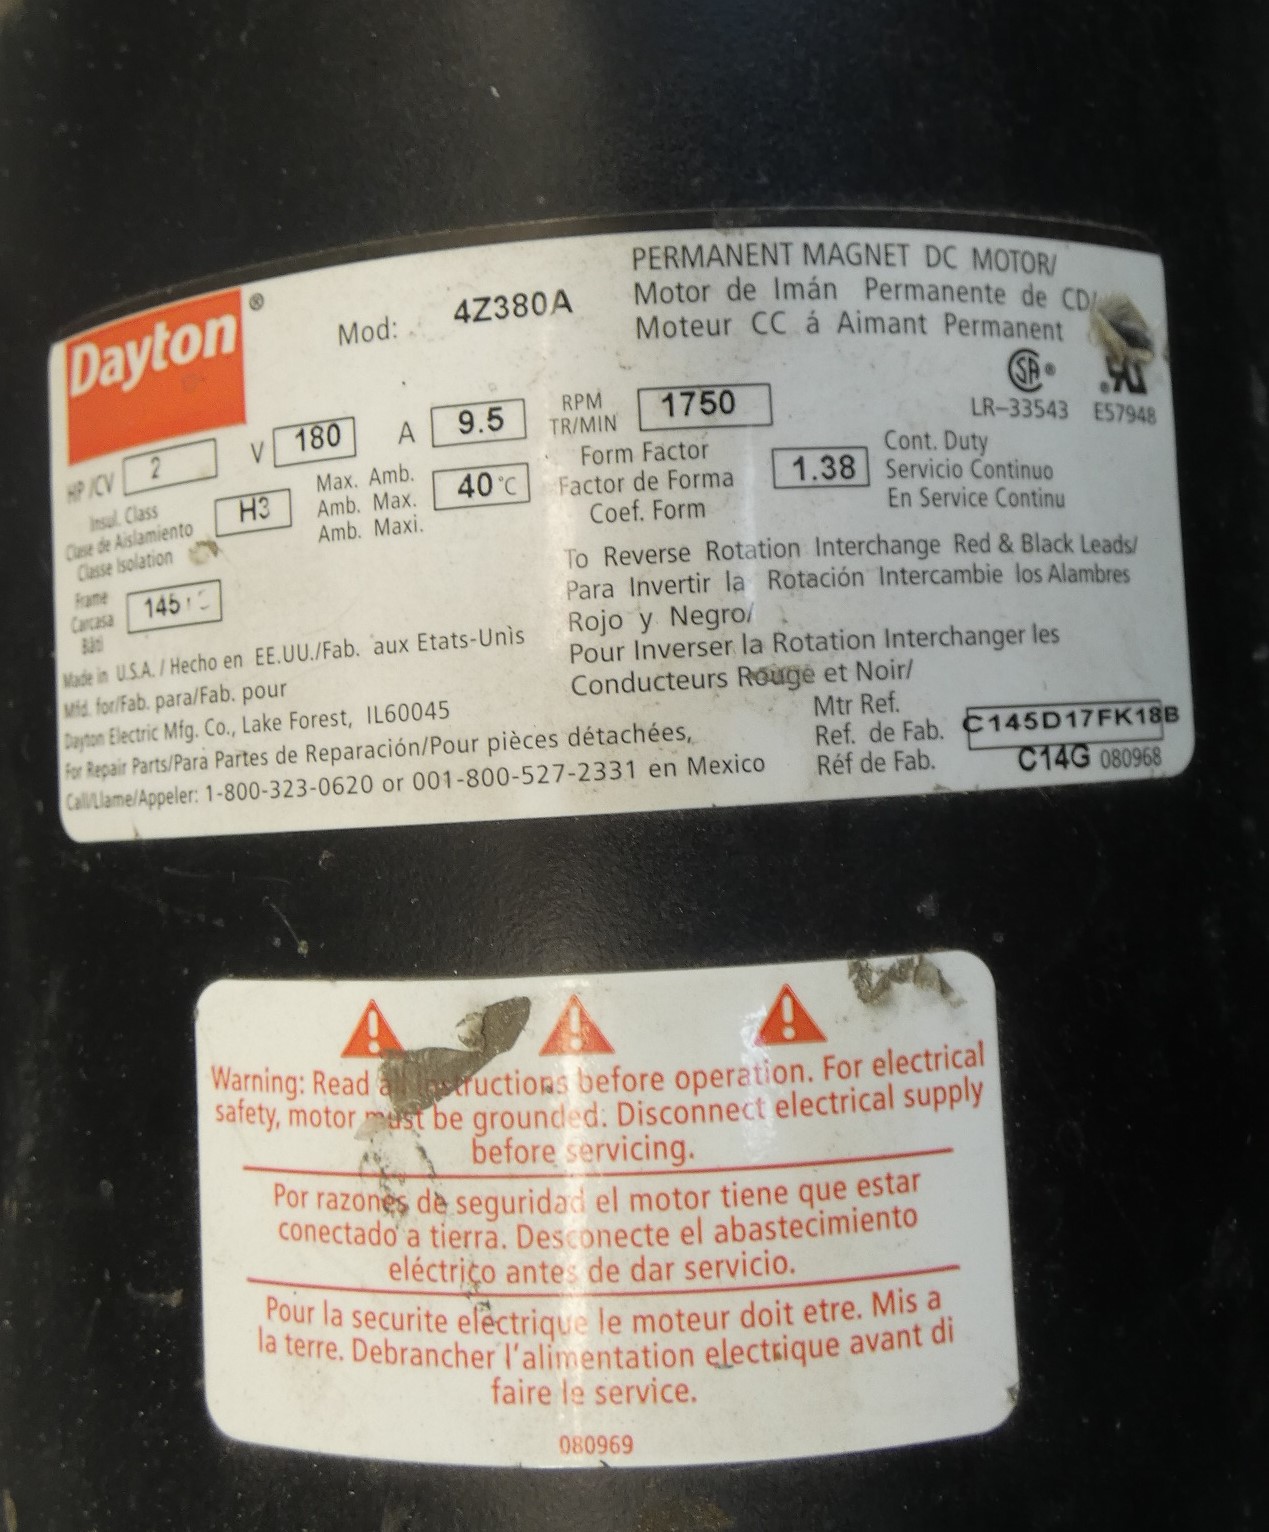 Dayton®
Mod: 4Z380A
PERMANENT MAGNET DC MOTOR/
Motor de Imán Permanente de CD/
Moteur CC á Aimant Permanent
SA®
LR-33543 E57948
HP/CV 2
V 180
A 9.5
RPM
TR/MIN 1750
Insul. Class
Clase de Aislamiento
Classe Isolation
H3
Max. Amb.
Amb. Max.
Amb. Maxi.
40°C
Form Factor
Factor de Forma
Coef. Form
1.38
Cont. Duty
Servicio Continuo
En Service Continu
Frame
Carcasa
Bâti
To Reverse Rotation Interchange Red & Black Leads/
Para Invertir la Rotación Intercambie los Alambres
Rojo y Negro/
Pour Inverser la Rotation Interchanger les
Conducteurs Rouge et Noir/
Made in U.S.A. / Hecho en EE.UU./Fab. aux Etats-Unìs
Mfd. for/Fab. para/Fab. pour
Dayton Electric Mfg. Co., Lake Forest, IL60045
For Repair Parts/Para Partes de Reparación/Pour pièces détachées,
Call/Llame/Appeler: 1-800-323-0620 or 001-800-527-2331 en Mexico
Mtr Ref.
Ref. de Fab.
Réf de Fab.
C145D17FK18B
C14G 080968
Warning: Read all instructions before operation. For electrical
safety, motor must be grounded. Disconnect electrical supply
before servicing.
Por razones de seguridad el motor tiene que estar
conectado a tierra. Desconecte el abastecimiento
eléctrico antes de dar servicio.
Pour la securite electrique le moteur doit etre. Mis a
la terre. Debrancher l'alimentation electrique avant di
faire le service.
080969